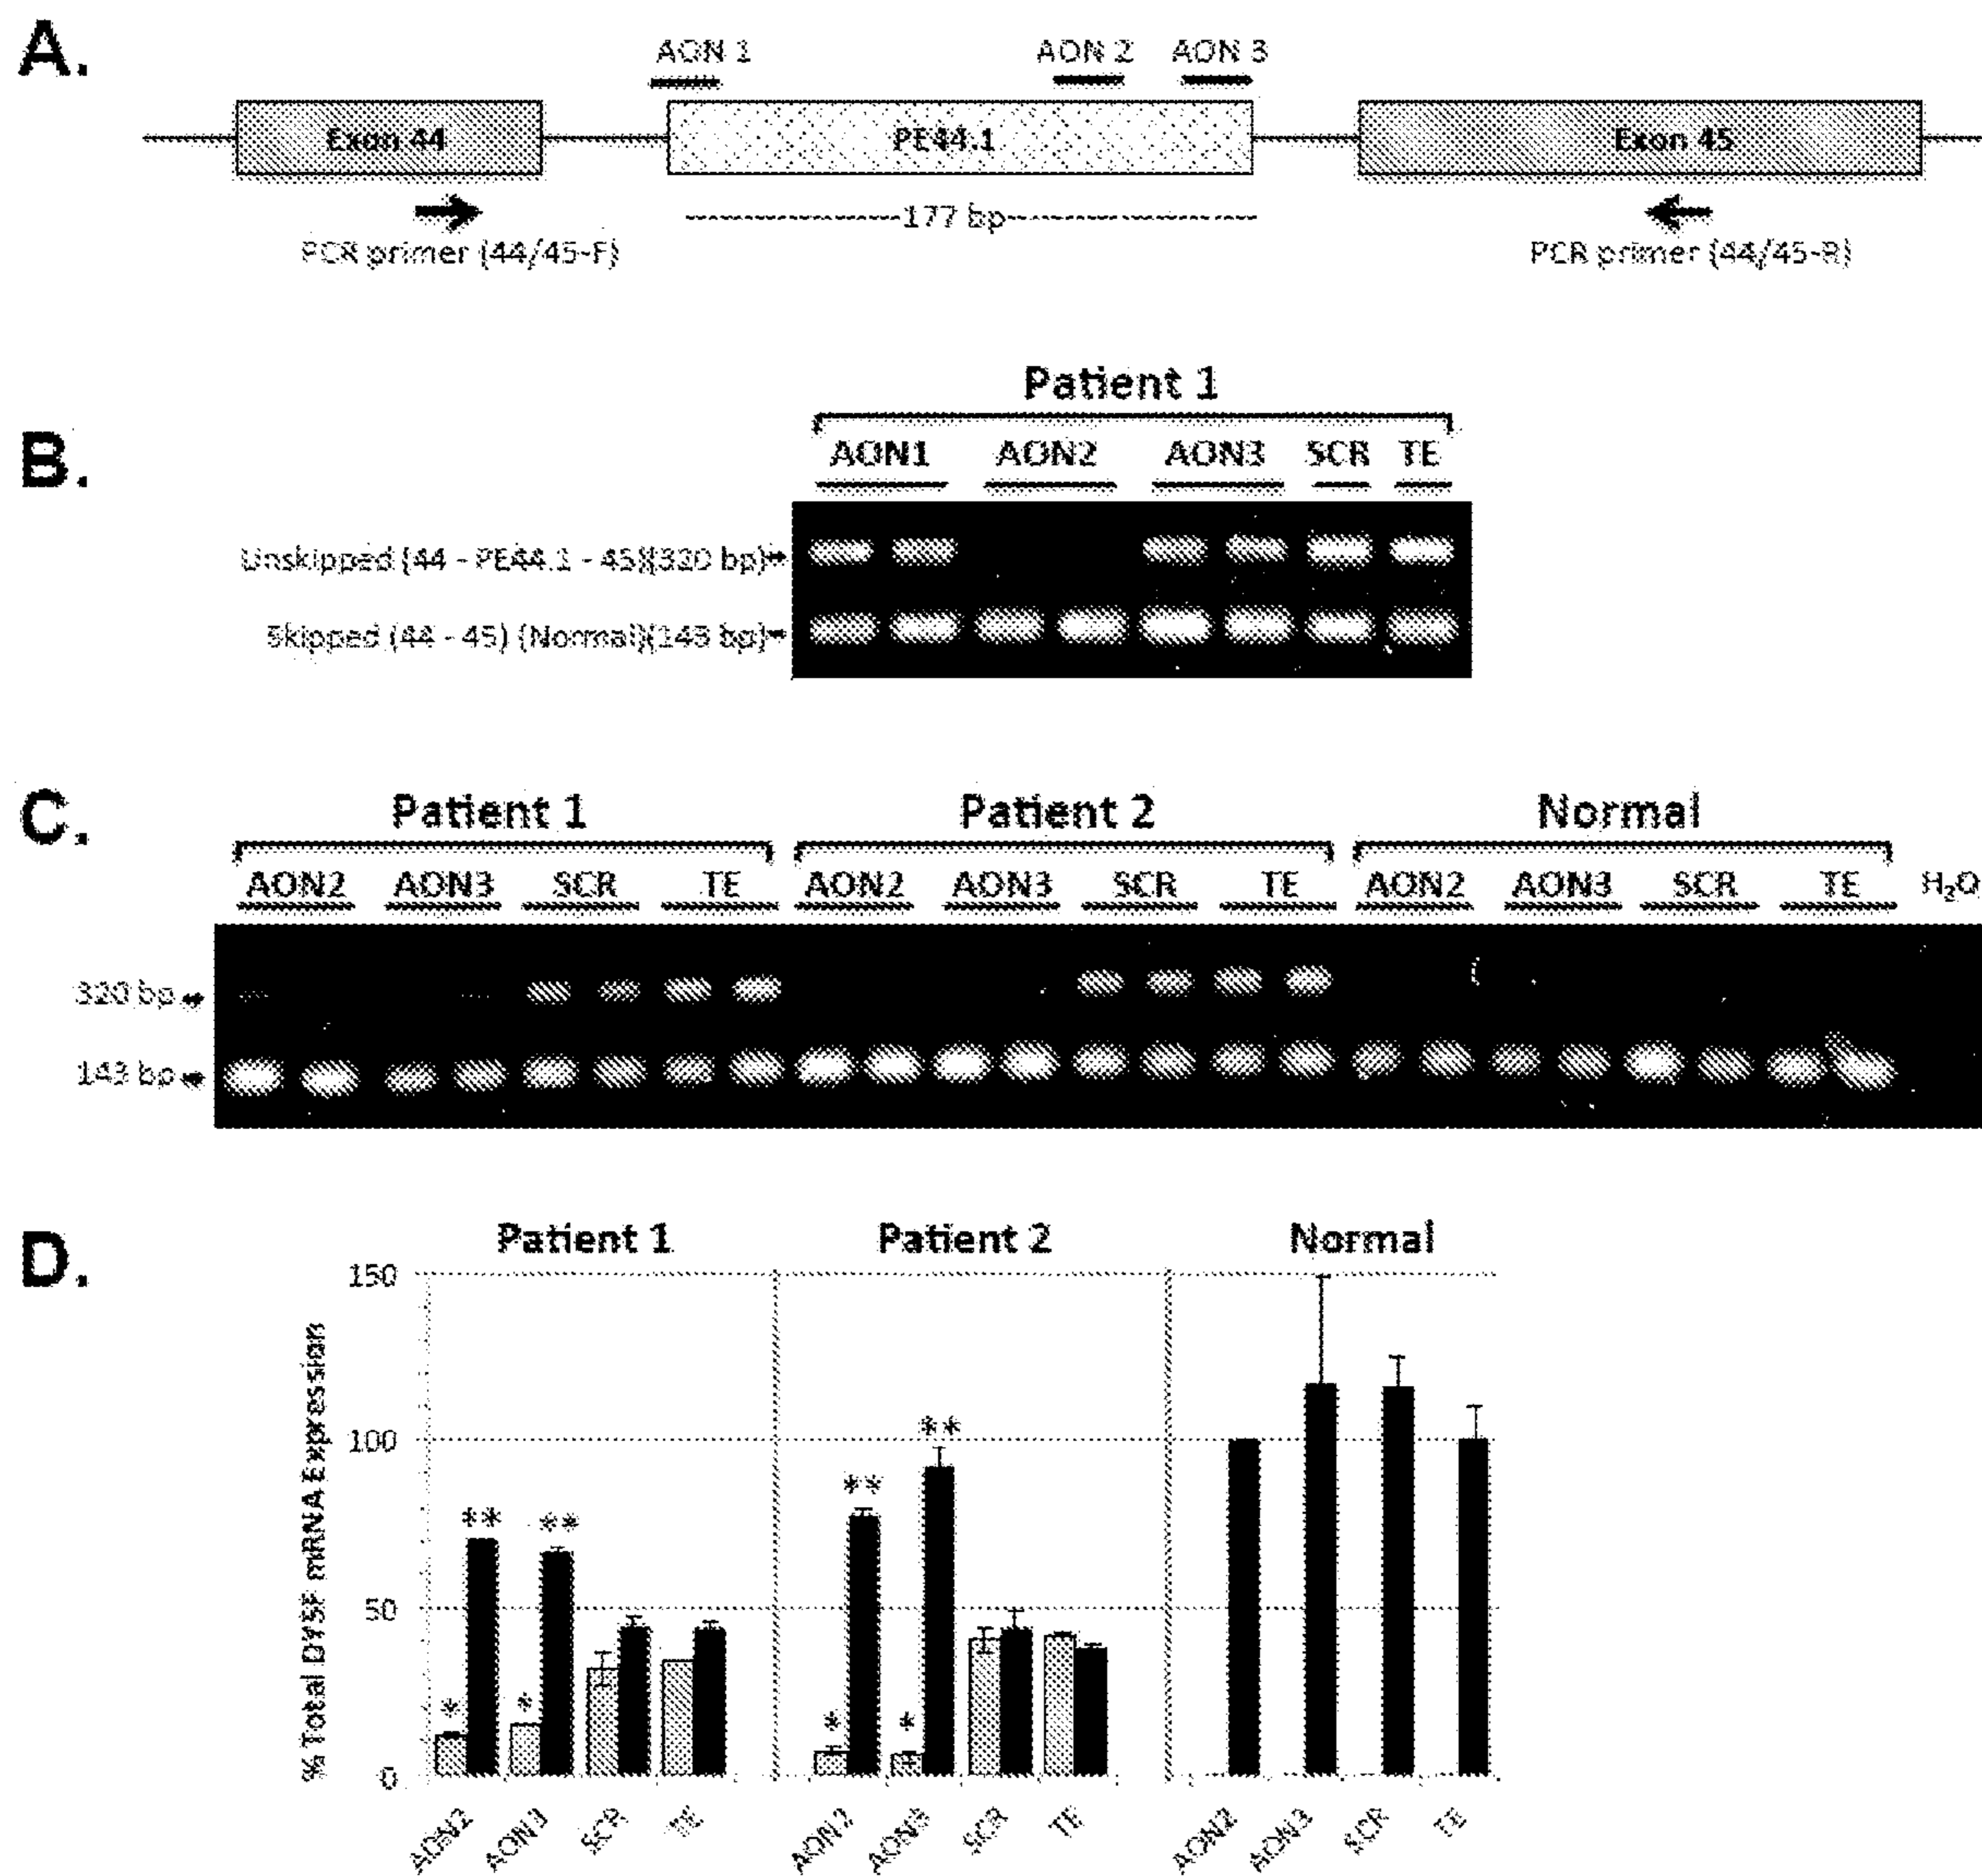 A.
AON 1 AON 2 AON 3
Exon 44 PE44.1 Exon 45
177 bp
PCR primer (44/45-F) PCR primer (44/45-R)
Patient 1
B.
AON1 AON2 AON3 SCR TE
Unskipped (44 - PE44.1 - 45)(320 bp)
Skipped (44 - 45) (Normal)(143 bp)
C.
Patient 1 Patient 2 Normal
AON2 AON3 SCR TE AON2 AON3 SCR TE AON2 AON3 SCR TE H₂O
320 bp
143 bp
D.
Patient 1 Patient 2 Normal
% Total DYSF mRNA Expression
150
100
50
0
** ** ** **
* * * *
AON2 AON3 SCR TE AON2 AON3 SCR TE AON2 AON3 SCR TE